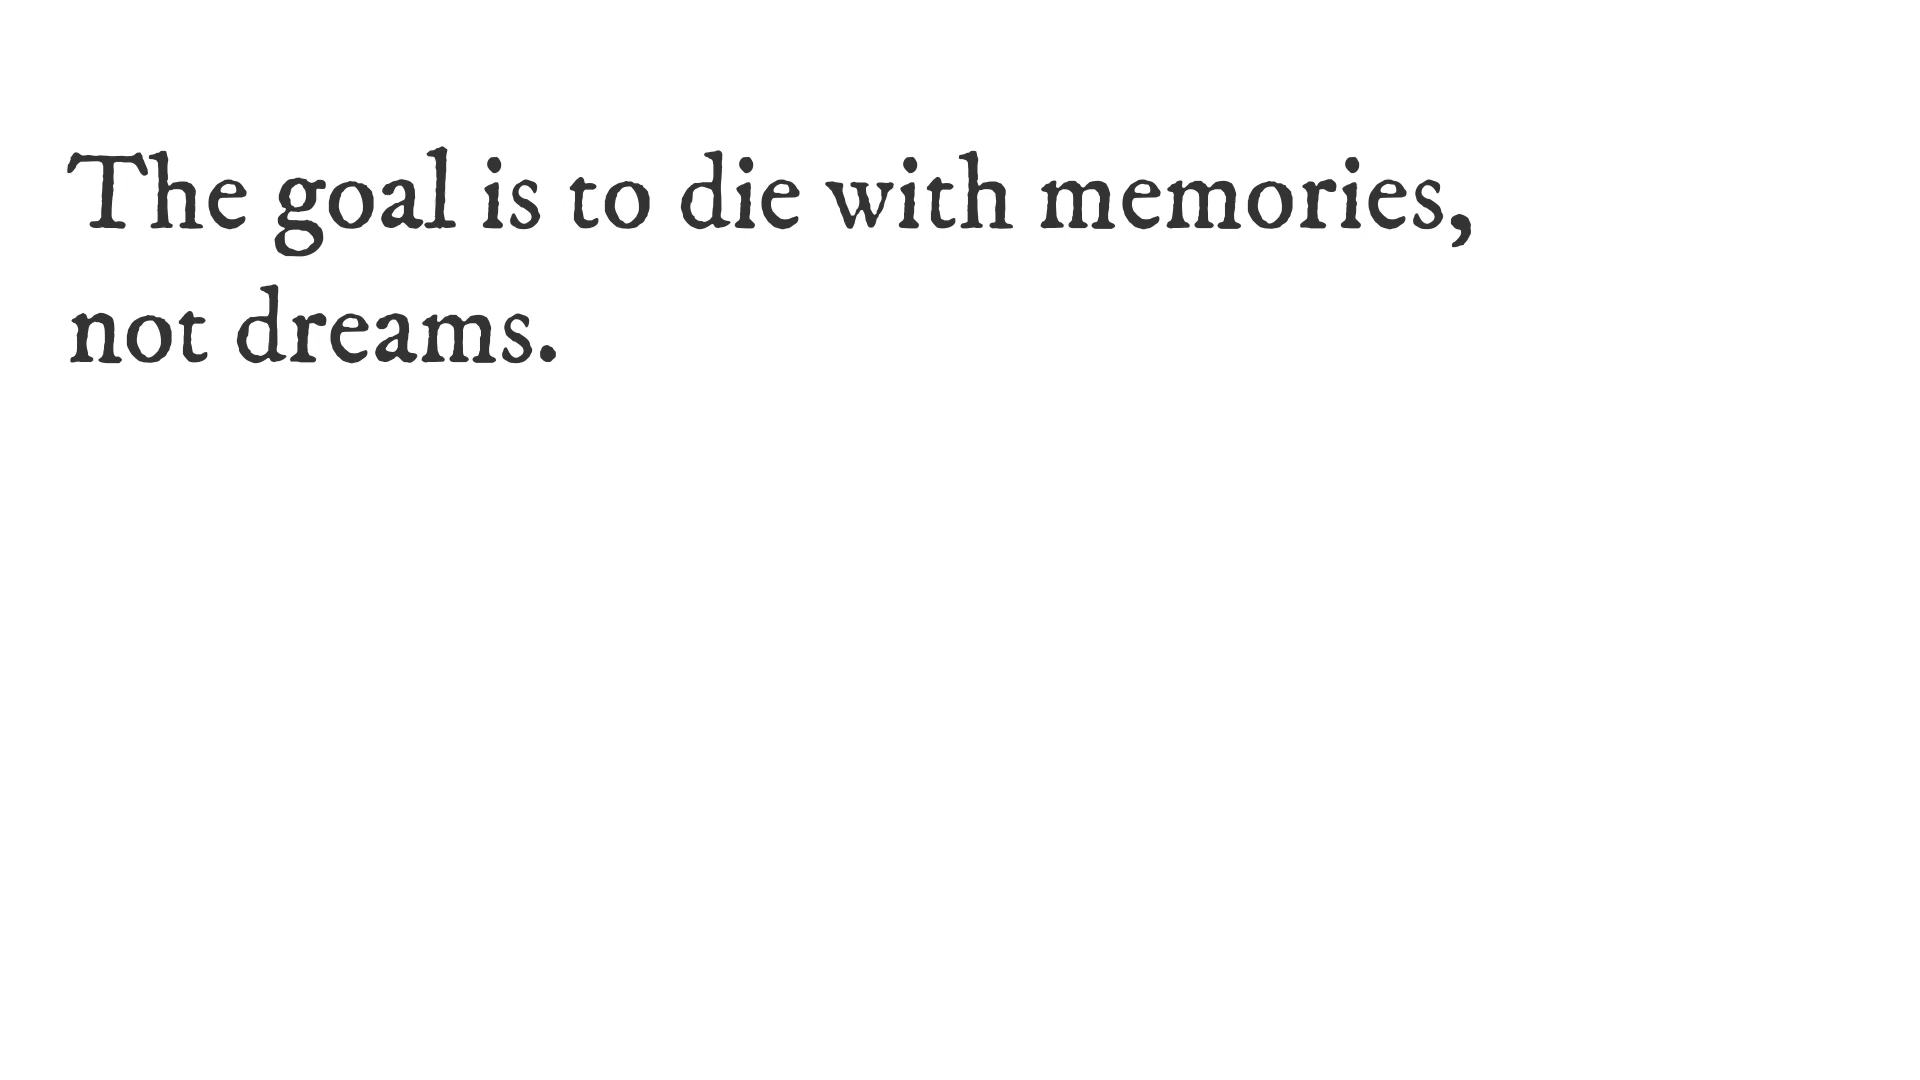 The goal is to die with memories,
not dreams.